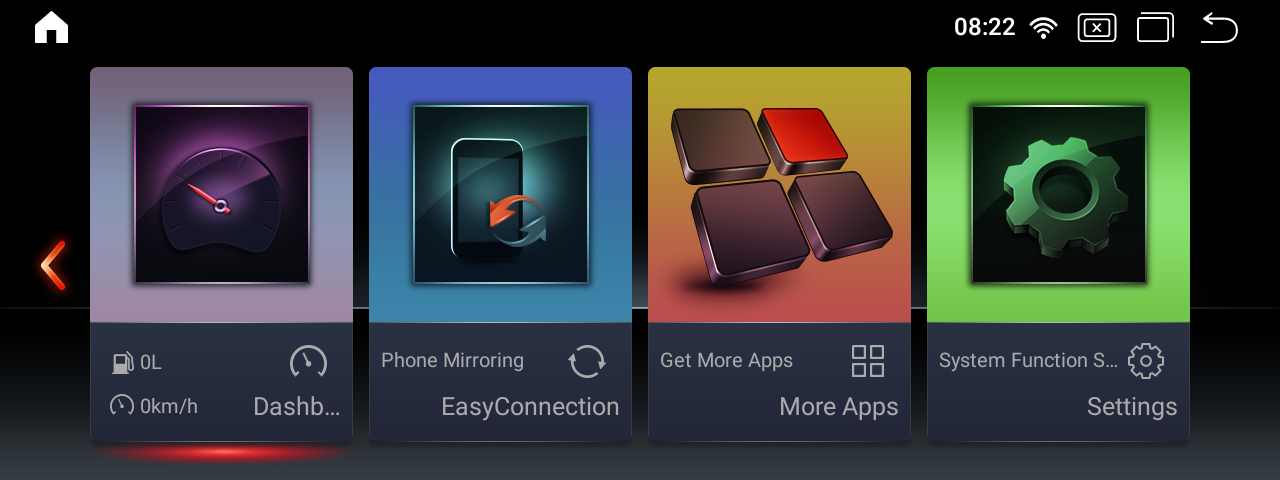 08:22
0L
0km/h
Dashb...
Phone Mirroring
EasyConnection
Get More Apps
More Apps
System Function S...
Settings